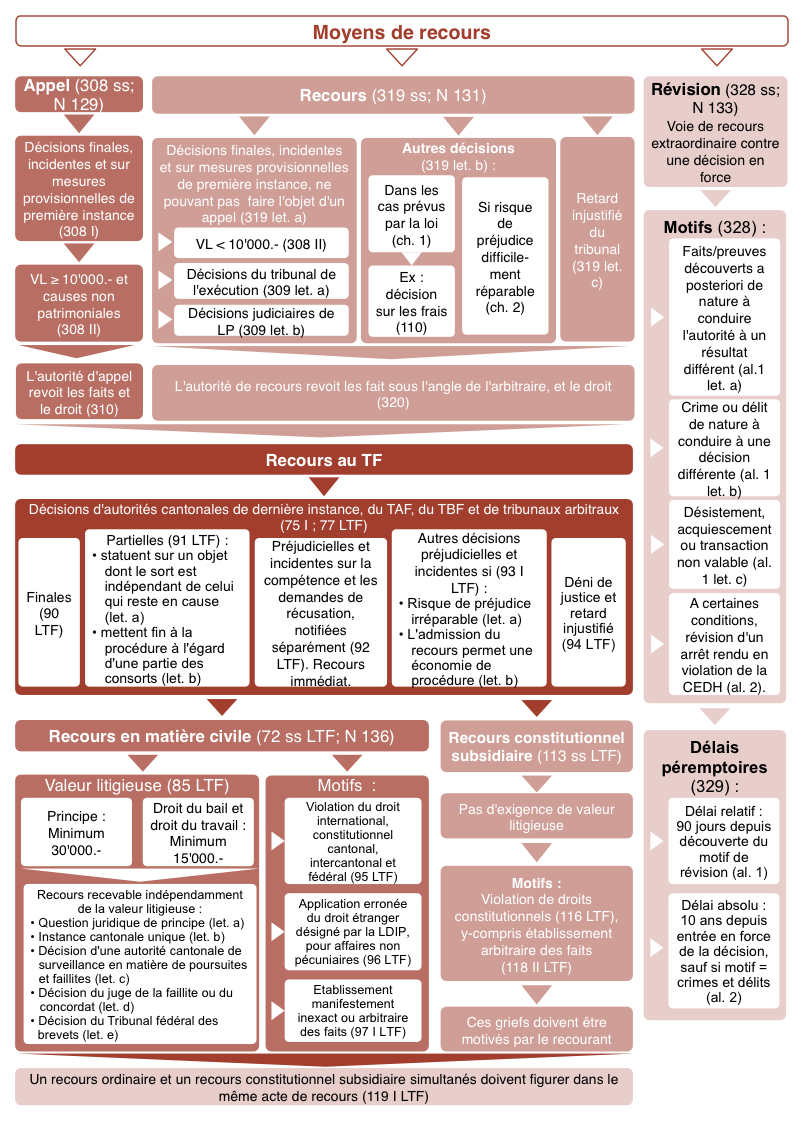 Moyens de recours
Appel (308 ss;
N 129)
Décisions finales,
incidentes et sur
mesures
provisionnelles de
première instance
(308 I)
VL ≥ 10'000.- et
causes non
patrimoniales
(308 II)
L'autorité d'appel
revoit les faits et
le droit (310)
Recours (319 ss; N 131)
Décisions finales, incidentes
et sur mesures provisionnelles
de première instance, ne
pouvant pas faire l'objet d'un
appel (319 let. a)
VL < 10'000.- (308 II)
Décisions du tribunal de
l'exécution (309 let. a)
Décisions judiciaires de
LP (309 let. b)
Autres décisions
(319 let. b) :
Dans les
cas prévus
par la loi
(ch. 1)
Ex :
décision
sur les frais
(110)
Si risque
de
préjudice
difficile-
ment
réparable
(ch. 2)
Retard
injustifié
du
tribunal
(319 let.
c)
L'autorité de recours revoit les fait sous l'angle de l'arbitraire, et le droit
(320)
Recours au TF
Décisions d'autorités cantonales de dernière instance, du TAF, du TBF et de tribunaux arbitraux
(75 I ; 77 LTF)
Finales
(90
LTF)
Partielles (91 LTF) :
• statuent sur un objet
dont le sort est
indépendant de celui
qui reste en cause
(let. a)
• mettent fin à la
procédure à l'égard
d'une partie des
consorts (let. b)
Préjudicielles et
incidentes sur la
compétence et les
demandes de
récusation,
notifiées
séparément (92
LTF). Recours
immédiat.
Autres décisions
préjudicielles et
incidentes si (93 I
LTF) :
• Risque de préjudice
irréparable (let. a)
• L'admission du
recours permet une
économie de
procédure (let. b)
Déni de
justice et
retard
injustifié
(94 LTF)
Recours en matière civile (72 ss LTF; N 136)
Valeur litigieuse (85 LTF)
Principe :
Minimum
30'000.-
Droit du bail et
droit du travail :
Minimum
15'000.-
Recours recevable indépendamment
de la valeur litigieuse :
• Question juridique de principe (let. a)
• Instance cantonale unique (let. b)
• Décision d'une autorité cantonale de
surveillance en matière de poursuites
et faillites (let. c)
• Décision du juge de la faillite ou du
concordat (let. d)
• Décision du Tribunal fédéral des
brevets (let. e)
Motifs :
Violation du droit
international,
constitutionnel
cantonal,
intercantonal et
fédéral (95 LTF)
Application erronée
du droit étranger
désigné par la LDIP,
pour affaires non
pécuniaires (96 LTF)
Etablissement
manifestement
inexact ou arbitraire
des faits (97 I LTF)
Recours constitutionnel
subsidiaire (113 ss LTF)
Pas d'exigence de valeur
litigieuse
Motifs :
Violation de droits
constitutionnels (116 LTF),
y-compris établissement
arbitraire des faits
(118 II LTF)
Ces griefs doivent être
motivés par le recourant
Un recours ordinaire et un recours constitutionnel subsidiaire simultanés doivent figurer dans le
même acte de recours (119 I LTF)
Révision (328 ss;
N 133)
Voie de recours
extraordinaire contre
une décision en
force
Motifs (328) :
Faits/preuves
découverts a
posteriori de
nature à
conduire
l'autorité à un
résultat
différent (al.1
let. a)
Crime ou délit
de nature à
conduire à une
décision
différente (al. 1
let. b)
Désistement,
acquiescement
ou transaction
non valable (al.
1 let. c)
A certaines
conditions,
révision d'un
arrêt rendu en
violation de la
CEDH (al. 2).
Délais
péremptoires
(329) :
Délai relatif :
90 jours depuis
découverte du
motif de
révision (al. 1)
Délai absolu :
10 ans depuis
entrée en force
de la décision,
sauf si motif =
crimes et délits
(al. 2)